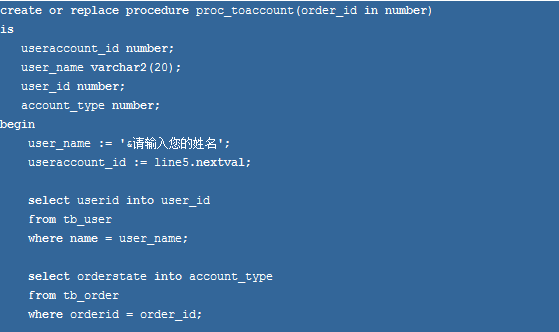 create or replace procedure proc_toaccount(order_id in number)
is
useraccount_id number;
user_name varchar2(20);
user_id number;
account_type number;
begin
user_name := '&请输入您的姓名';
useraccount_id := line5.nextval;
select userid into user_id
from tb_user
where name = user_name;
select orderstate into account_type
from tb_order
where orderid = order_id;